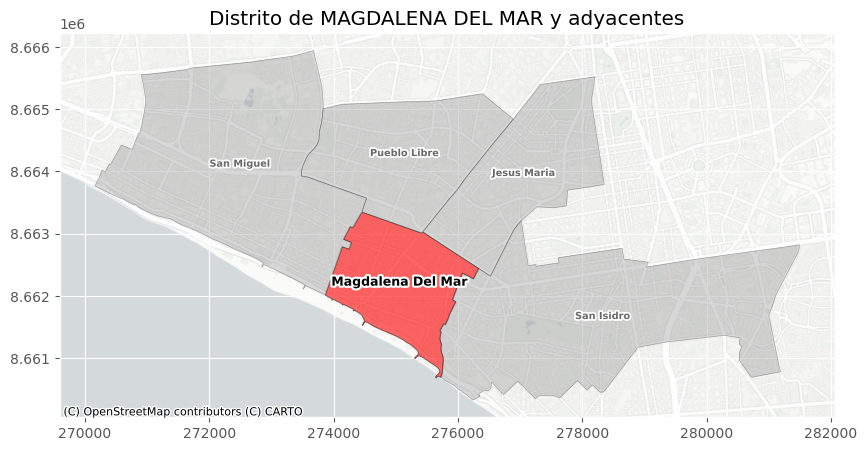 Distrito de MAGDALENA DEL MAR y adyacentes
1e6
8.666
8.665
8.664
8.663
8.662
8.661
San Miguel
Pueblo Libre
Jesus Maria
Magdalena Del Mar
San Isidro
(C) OpenStreetMap contributors (C) CARTO
270000 272000 274000 276000 278000 280000 282000